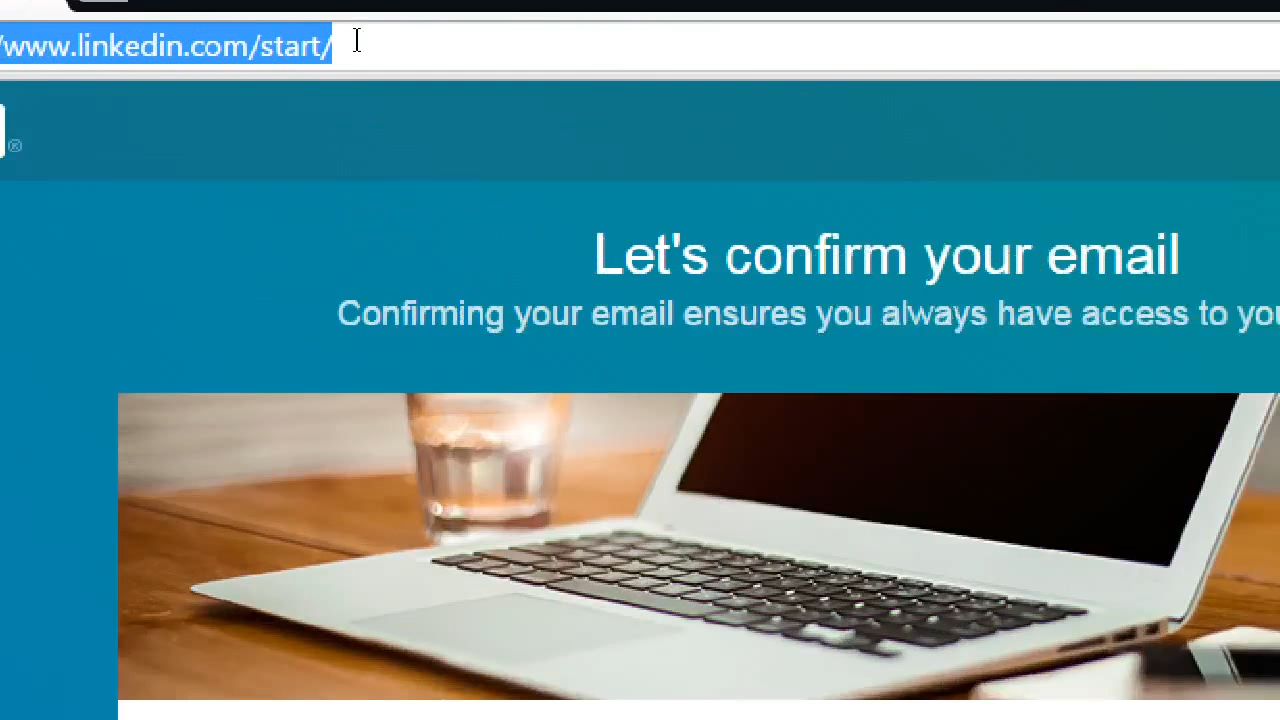 /www.linkedin.com/start/
®
Let's confirm your email
Confirming your email ensures you always have access to you